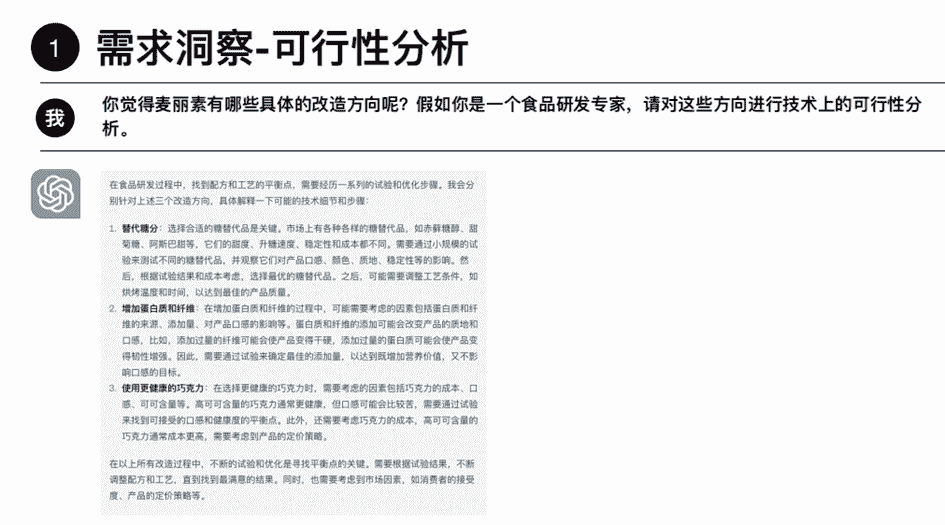 1
需求洞察-可行性分析
我
你觉得麦丽素有哪些具体的改造方向呢？假如你是一个食品研发专家，请对这些方向进行技术上的可行性分
析。
在食品研发过程中，找到配方和工艺的平衡点，需要经历一系列的试验和优化步骤。我会分
别针对上述三个改造方向，具体解释一下可能的技术细节和步骤：
1. 替代糖分：选择合适的糖替代品是关键。市场上有各种各样的糖替代品，如赤藓糖醇、甜
菊糖、阿斯巴甜等，它们的甜度、升糖速度、稳定性和成本都不同。需要通过小规模的试
验来测试不同的糖替代品，并观察它们对产品口感、颜色、质地、稳定性等的影响。然
后，根据试验结果和成本考虑，选择最优的糖替代品。之后，可能需要调整工艺条件，如
烘烤温度和时间，以达到最佳的产品质量。
2. 增加蛋白质和纤维：在增加蛋白质和纤维的过程中，可能需要考虑的因素包括蛋白质和纤
维的来源、添加量、对产品口感的影响等。蛋白质和纤维的添加可能会改变产品的质地和
口感，比如，添加过量的纤维可能会使产品变得干硬，添加过量的蛋白质可能会使产品变
得韧性增强。因此，需要通过试验来确定最佳的添加量，以达到既增加营养价值，又不影
响口感的目标。
3. 使用更健康的巧克力：在选择更健康的巧克力时，需要考虑的因素包括巧克力的成本、口
感、可可含量等。高可可含量的巧克力通常更健康，但口感可能会比较苦，需要通过试验
来找到可接受的口感和健康度的平衡点。此外，还需要考虑巧克力的成本，高可可含量的
巧克力通常成本更高，需要考虑到产品的定价策略。
在以上所有改造过程中，不断的试验和优化是寻找平衡点的关键。需要根据试验结果，不断
调整配方和工艺，直到找到最满意的结果。同时，也需要考虑到市场因素，如消费者的接受
度、产品的定价策略等。